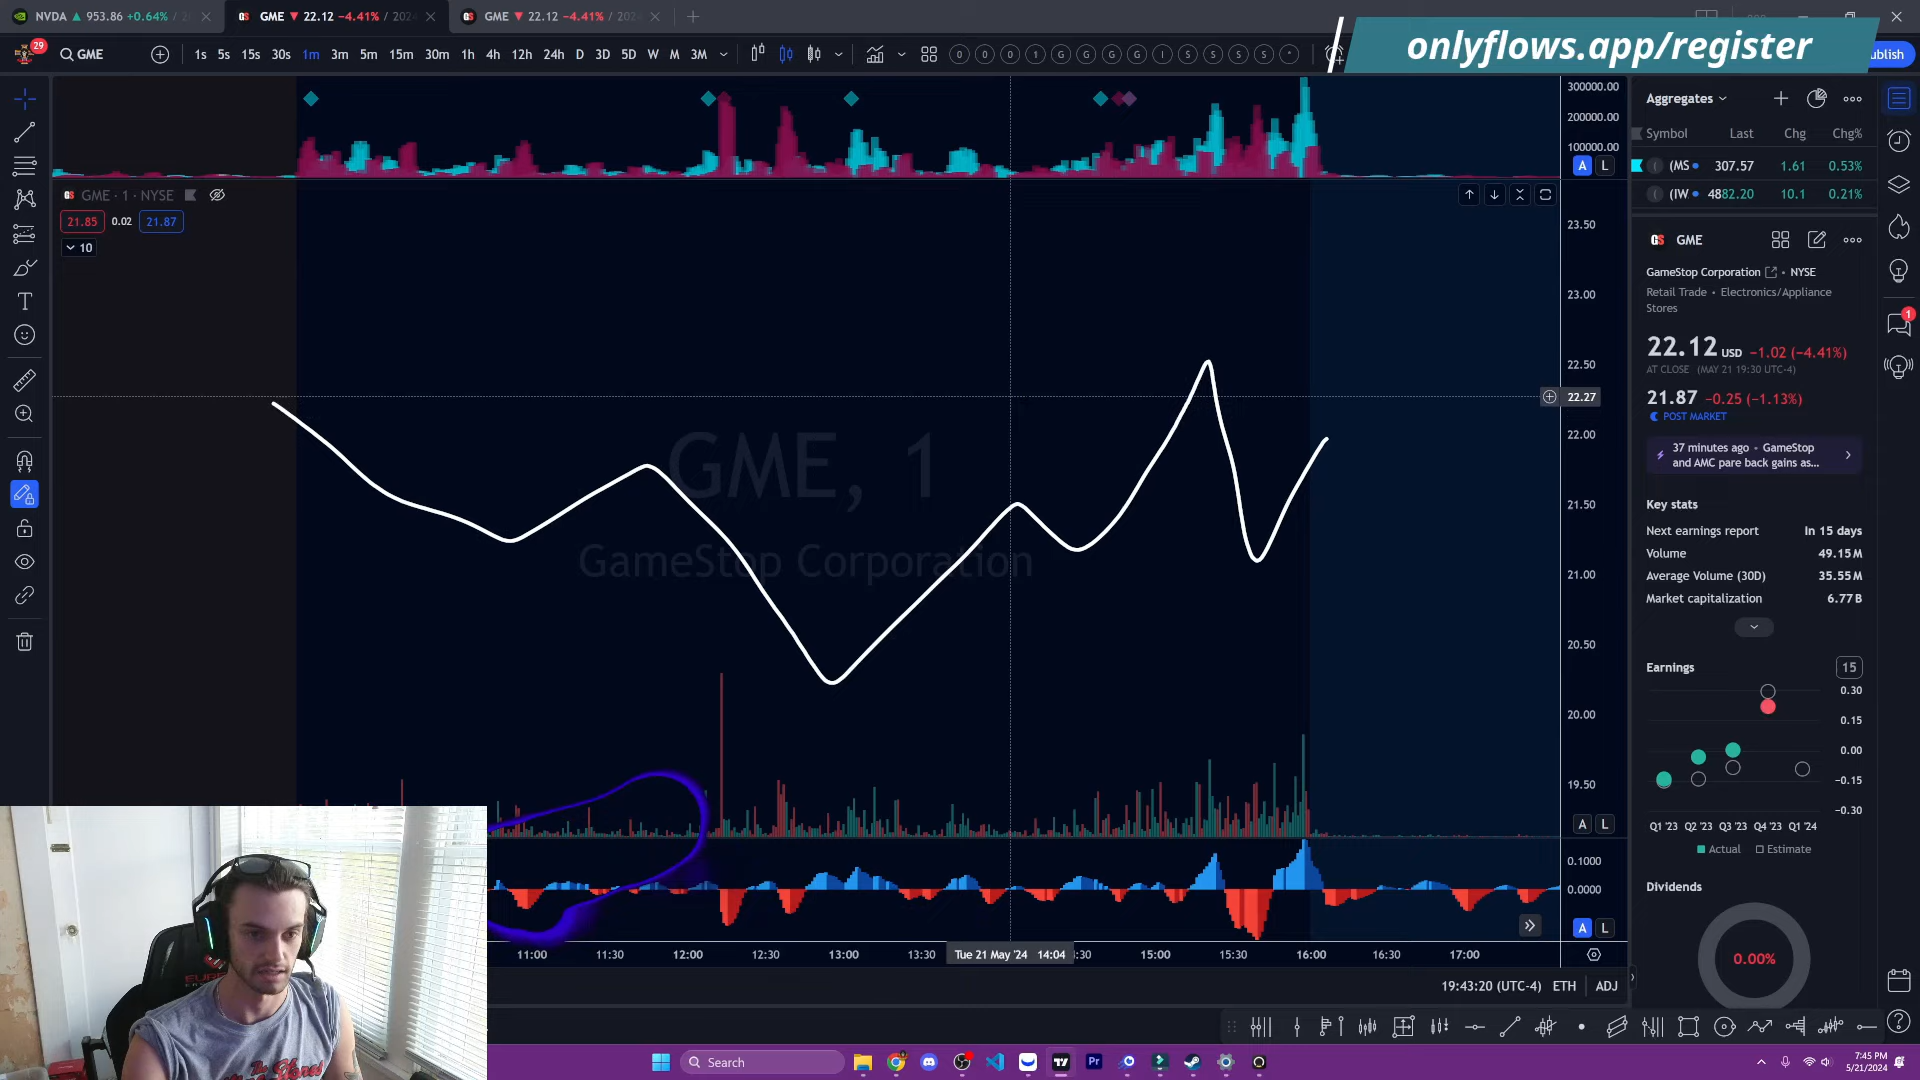 NVDA ▲ 953.86 +0.64% / 2
GME ▼ 22.12 −4.41% / 202
GME ▼ 22.12 −4.41% / 202
onlyflows.app/register
29
GME
1s 5s 15s 30s 1m 3m 5m 15m 30m 1h 4h 12h 24h D 3D 5D W M 3M
ublish
300000.00
200000.00
100000.00
A L
GME · 1 · NYSE
21.85 0.02 21.87
10
GME, 1
GameStop Corporation
23.50
23.00
22.50
22.27
22.00
21.50
21.00
20.50
20.00
19.50
A L
0.1000
0.0000
A L
11:00 11:30 12:00 12:30 13:00 13:30 Tue 21 May '24 14:04 :30 15:00 15:30 16:00 16:30 17:00
19:43:20 (UTC-4) ETH ADJ
Aggregates
Symbol Last Chg Chg%
(MS 307.57 1.61 0.53%
(IW 4882.20 10.1 0.21%
GME
GameStop Corporation · NYSE
Retail Trade • Electronics/Appliance
Stores
22.12 USD −1.02 (−4.41%)
AT CLOSE (MAY 21 19:30 UTC-4)
21.87 −0.25 (−1.13%)
POST MARKET
37 minutes ago • GameStop
and AMC pare back gains as...
Key stats
Next earnings report In 15 days
Volume 49.15M
Average Volume (30D) 35.55M
Market capitalization 6.77B
Earnings 15
0.30
0.15
0.00
−0.15
−0.30
Q1 '23 Q2 '23 Q3 '23 Q4 '23 Q1 '24
Actual Estimate
Dividends
0.00%
1
Search
7:45 PM
5/21/2024